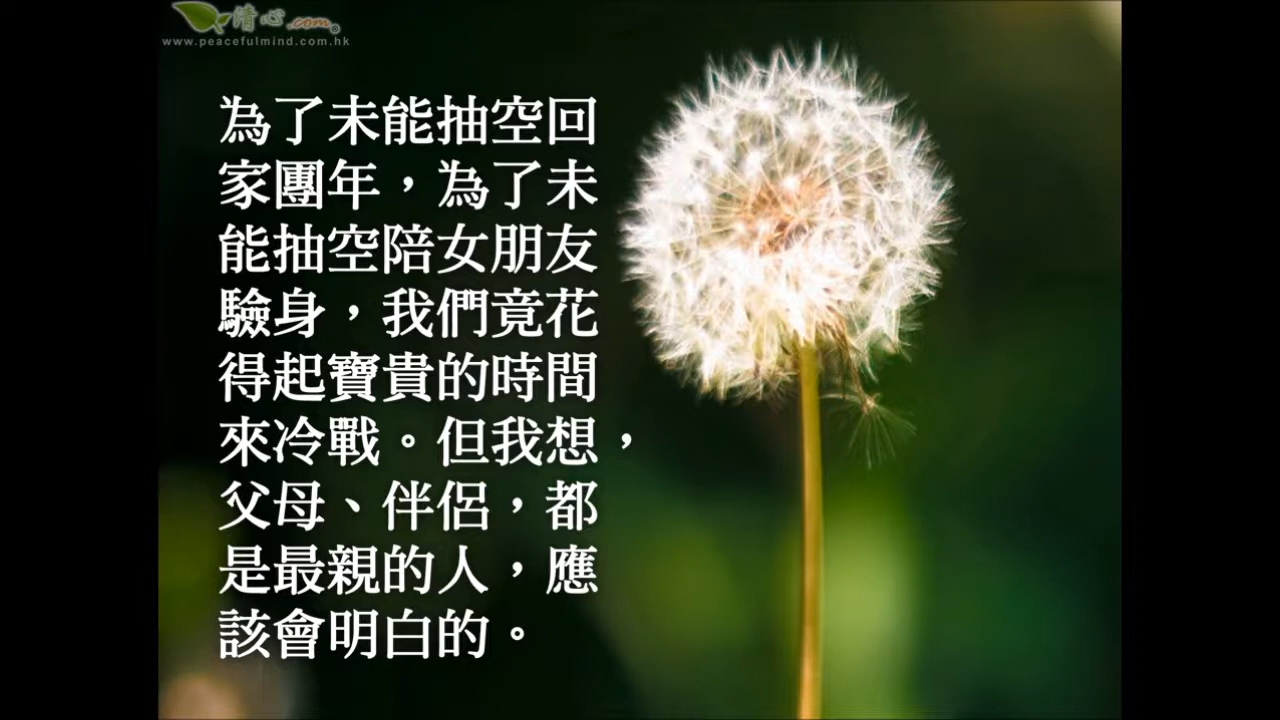 清心.com
www.peacefulmind.com.hk
為了未能抽空回
家團年，為了未
能抽空陪女朋友
驗身，我們竟花
得起寶貴的時間
來冷戰。但我想，
父母、伴侶，都
是最親的人，應
該會明白的。